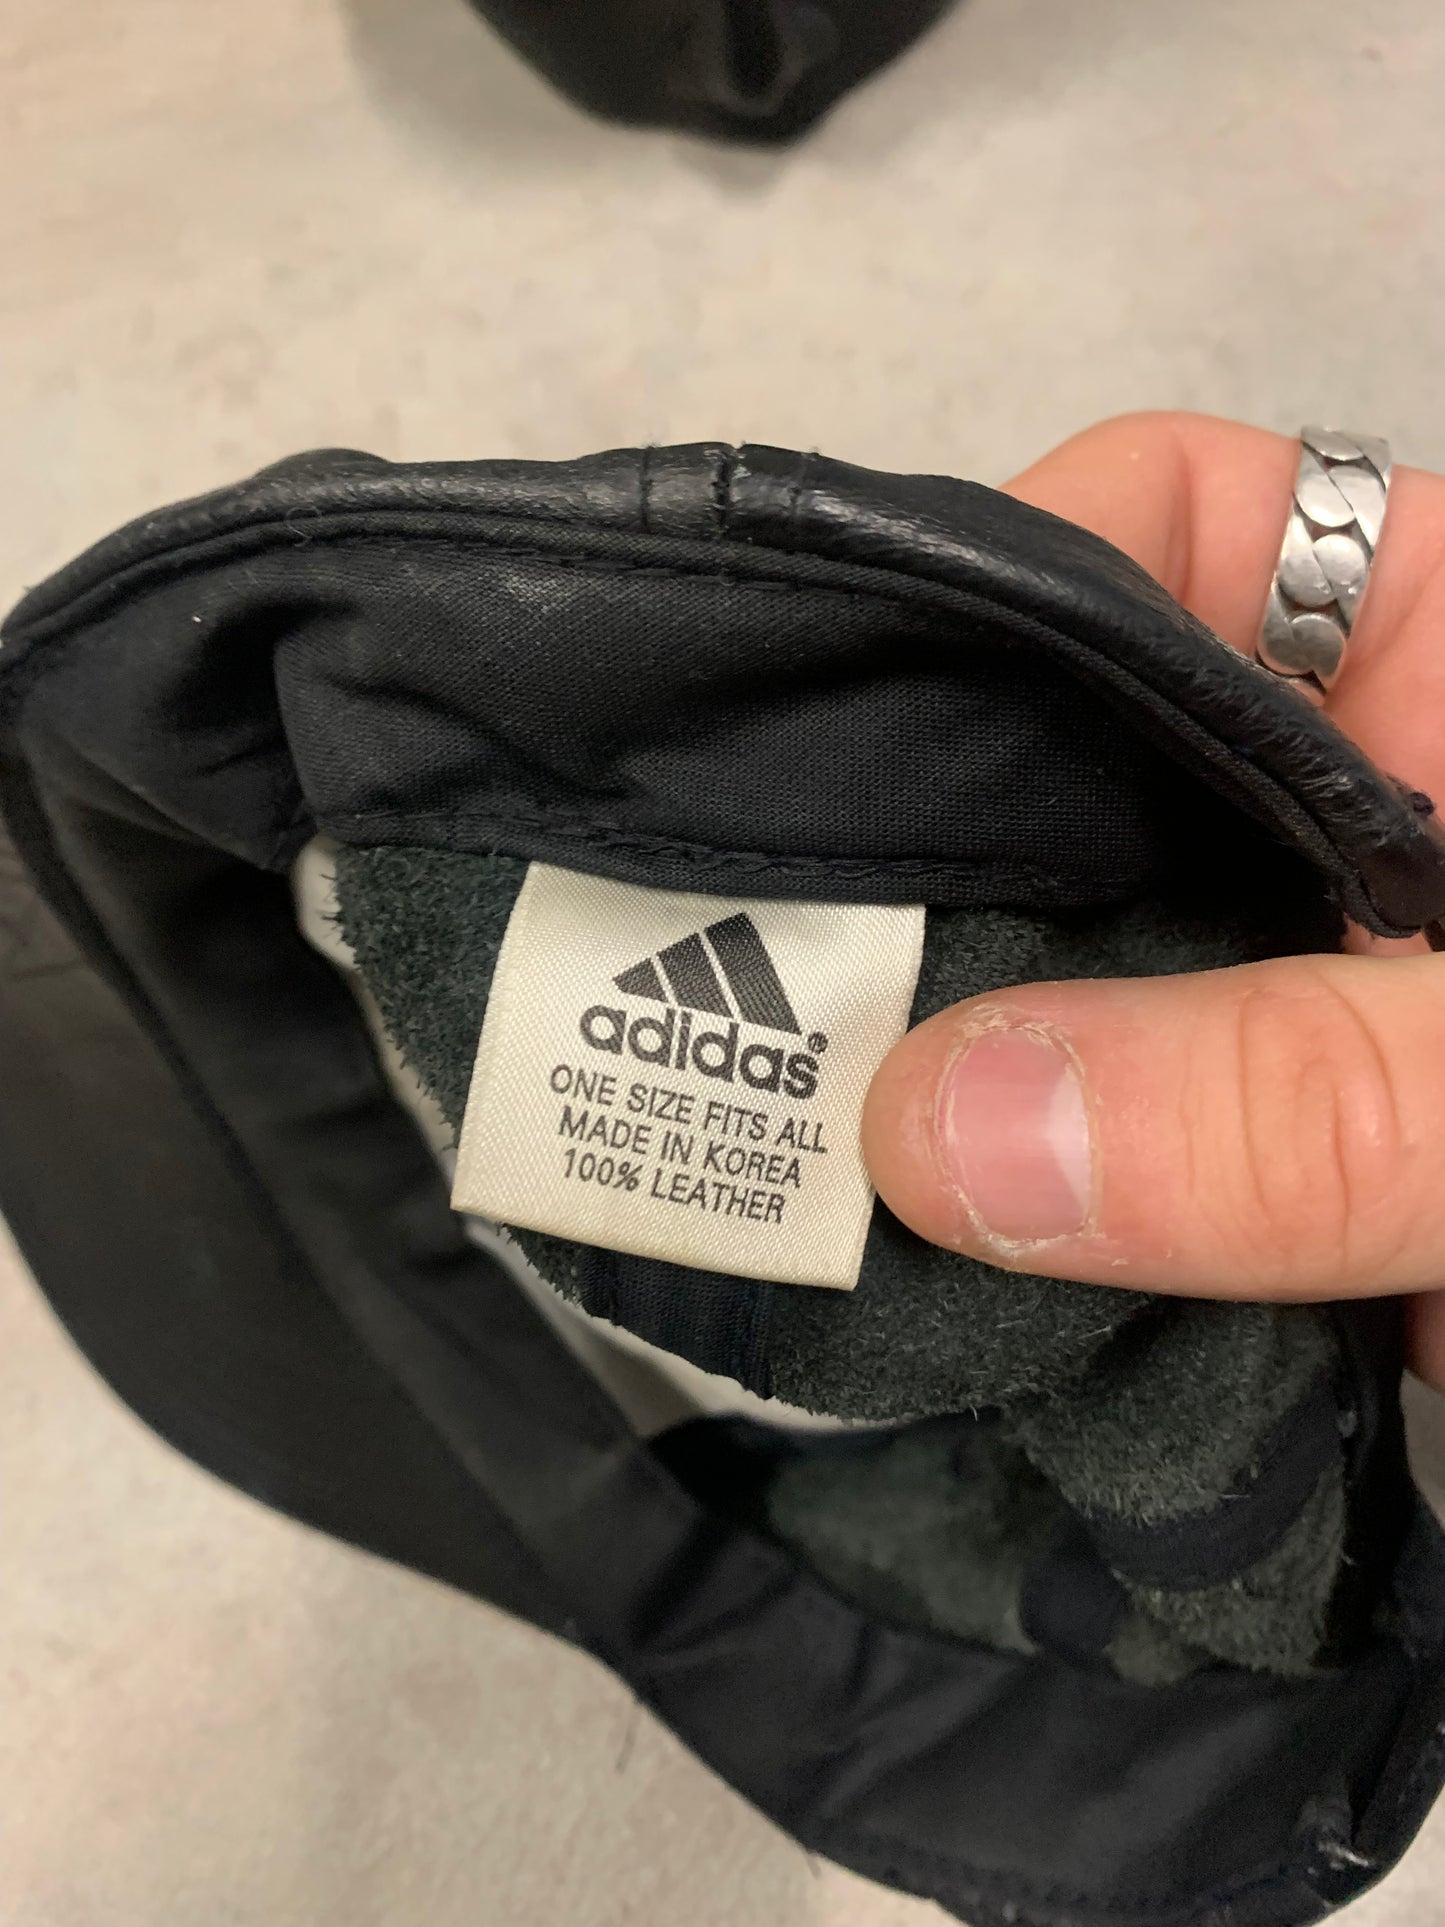 adidas®
ONE SIZE FITS ALL
MADE IN KOREA
100% LEATHER